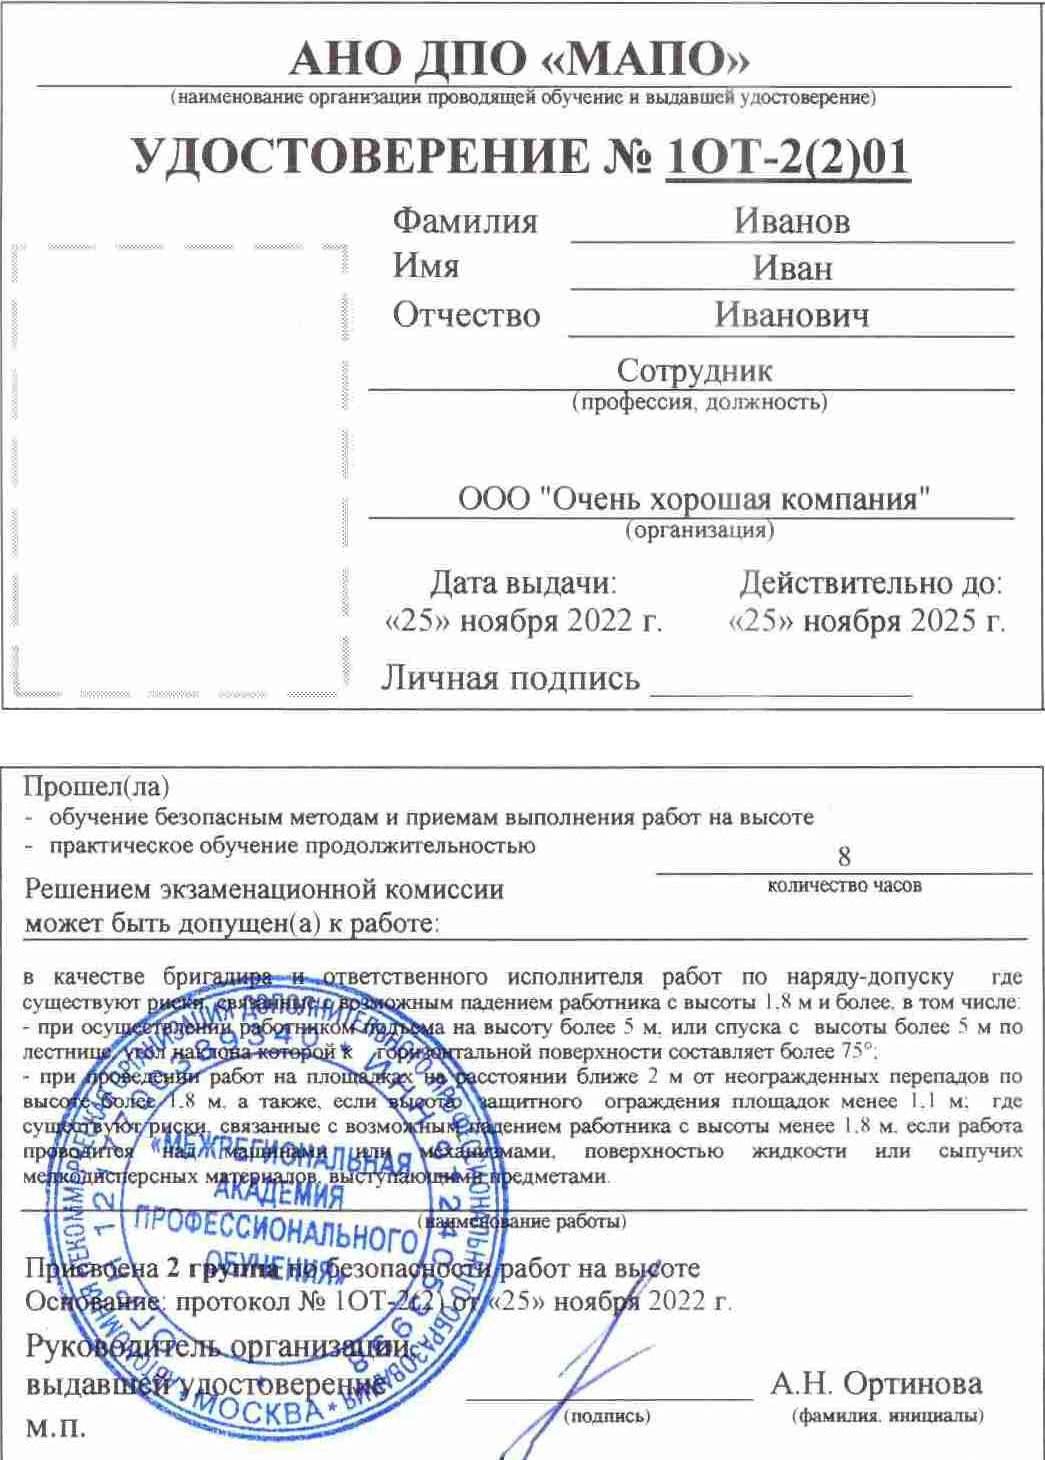 АНО ДПО «МАПО»
(наименование организации проводящей обучение и выдавшей удостоверение)
УДОСТОВЕРЕНИЕ № 1ОТ-2(2)01
Фамилия Иванов
Имя Иван
Отчество Иванович
Сотрудник
(профессия, должность)
ООО "Очень хорошая компания"
(организация)
Дата выдачи: Действительно до:
«25» ноября 2022 г. «25» ноября 2025 г.
Личная подпись
Прошел(ла)
- обучение безопасным методам и приемам выполнения работ на высоте
- практическое обучение продолжительностью
8
количество часов
Решением экзаменационной комиссии
может быть допущен(а) к работе:
в качестве бригадира и ответственного исполнителя работ по наряду-допуску где
существуют риски, связанные с возможным падением работника с высоты 1,8 м и более, в том числе:
- при осуществлении работником подъема на высоту более 5 м, или спуска с высоты более 5 м по
лестнице, угол наклона которой к горизонтальной поверхности составляет более 75°;
- при проведении работ на площадках на расстоянии ближе 2 м от неогражденных перепадов по
высоте более 1,8 м, а также, если высота защитного ограждения площадок менее 1,1 м; где
существуют риски, связанные с возможным падением работника с высоты менее 1,8 м, если работа
проводится над машинами или механизмами, поверхностью жидкости или сыпучих
мелкодисперсных материалов, выступающими предметами.
(наименование работы)
Присвоена 2 группа по безопасности работ на высоте
Основание: протокол № 1ОТ-2(2) от «25» ноября 2022 г.
Руководитель организации,
выдавшей удостоверение
А.Н. Ортинова
(подпись) (фамилия, инициалы)
М.П.
«МЕЖРЕГИОНАЛЬНАЯ
АКАДЕМИЯ
ПРОФЕССИОНАЛЬНОГО
ОБУЧЕНИЯ»
МОСКВА